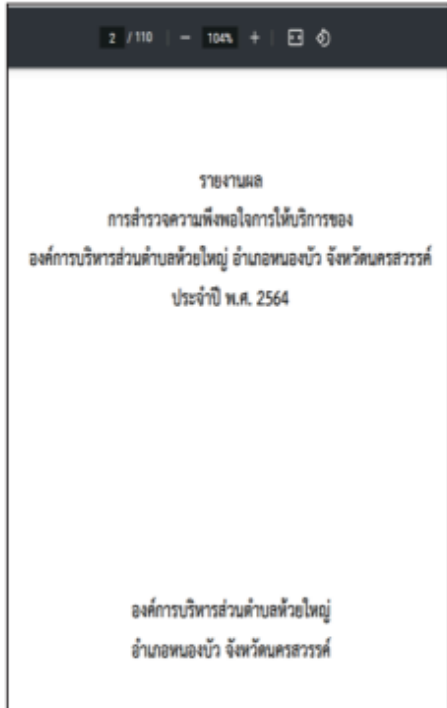 2 / 110 | − 104% + |
รายงานผล
การสำรวจความพึงพอใจการให้บริการของ
องค์การบริหารส่วนตำบลห้วยใหญ่ อำเภอหนองบัว จังหวัดนครสวรรค์
ประจำปี พ.ศ. 2564
องค์การบริหารส่วนตำบลห้วยใหญ่
อำเภอหนองบัว จังหวัดนครสวรรค์